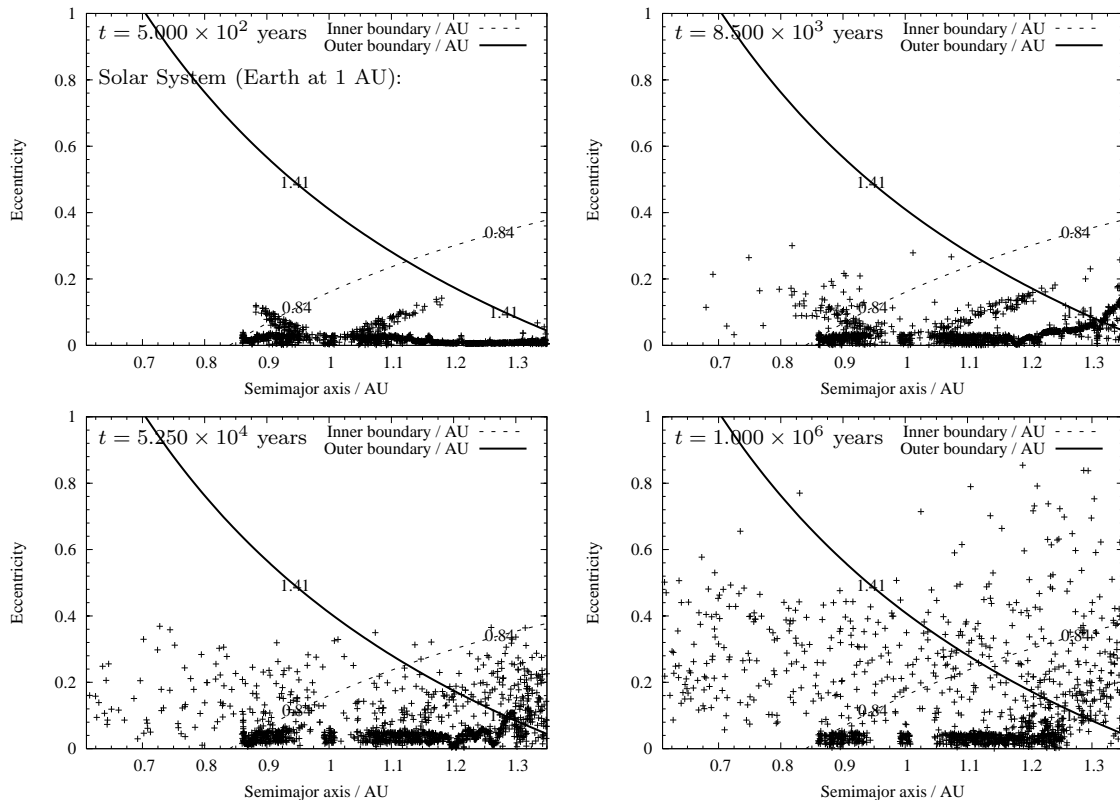 t = 5.000 × 10² years
Inner boundary / AU
Outer boundary / AU
Solar System (Earth at 1 AU):
1.41
0.84
0.84
1.41
Eccentricity
1
0.8
0.6
0.4
0.2
0
0.7 0.8 0.9 1 1.1 1.2 1.3
Semimajor axis / AU
t = 8.500 × 10³ years
Inner boundary / AU
Outer boundary / AU
1.41
0.84
0.84
1.41
Eccentricity
1
0.8
0.6
0.4
0.2
0
0.7 0.8 0.9 1 1.1 1.2 1.3
Semimajor axis / AU
t = 5.250 × 10⁴ years
Inner boundary / AU
Outer boundary / AU
1.41
0.84
0.84
Eccentricity
1
0.8
0.6
0.4
0.2
0
0.7 0.8 0.9 1 1.1 1.2 1.3
Semimajor axis / AU
t = 1.000 × 10⁶ years
Inner boundary / AU
Outer boundary / AU
1.41
0.84
0.84
Eccentricity
1
0.8
0.6
0.4
0.2
0
0.7 0.8 0.9 1 1.1 1.2 1.3
Semimajor axis / AU